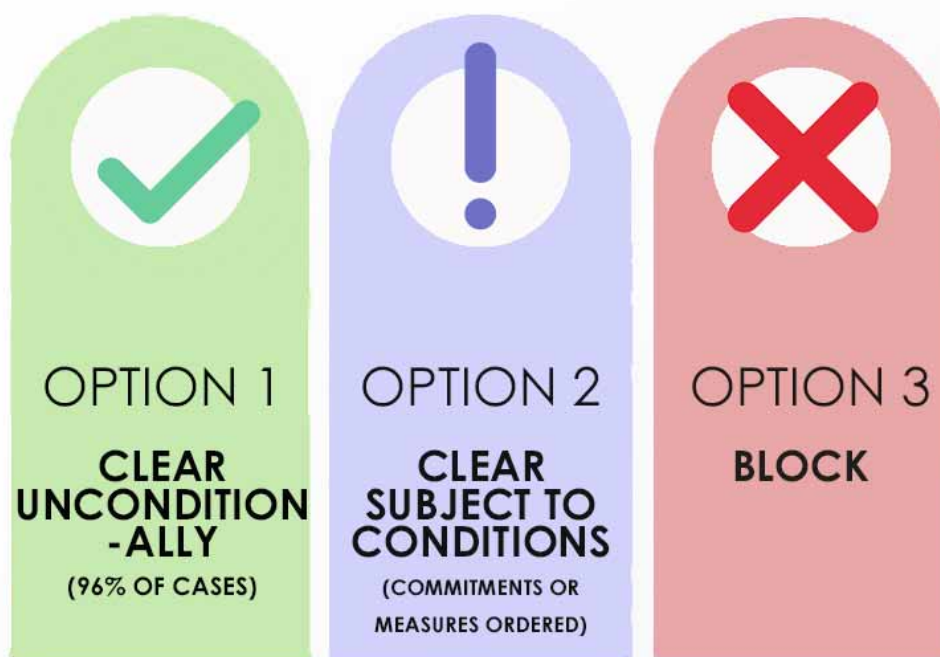 OPTION 1
CLEAR
UNCONDITION
-ALLY
(96% OF CASES)
OPTION 2
CLEAR
SUBJECT TO
CONDITIONS
(COMMITMENTS OR
MEASURES ORDERED)
OPTION 3
BLOCK